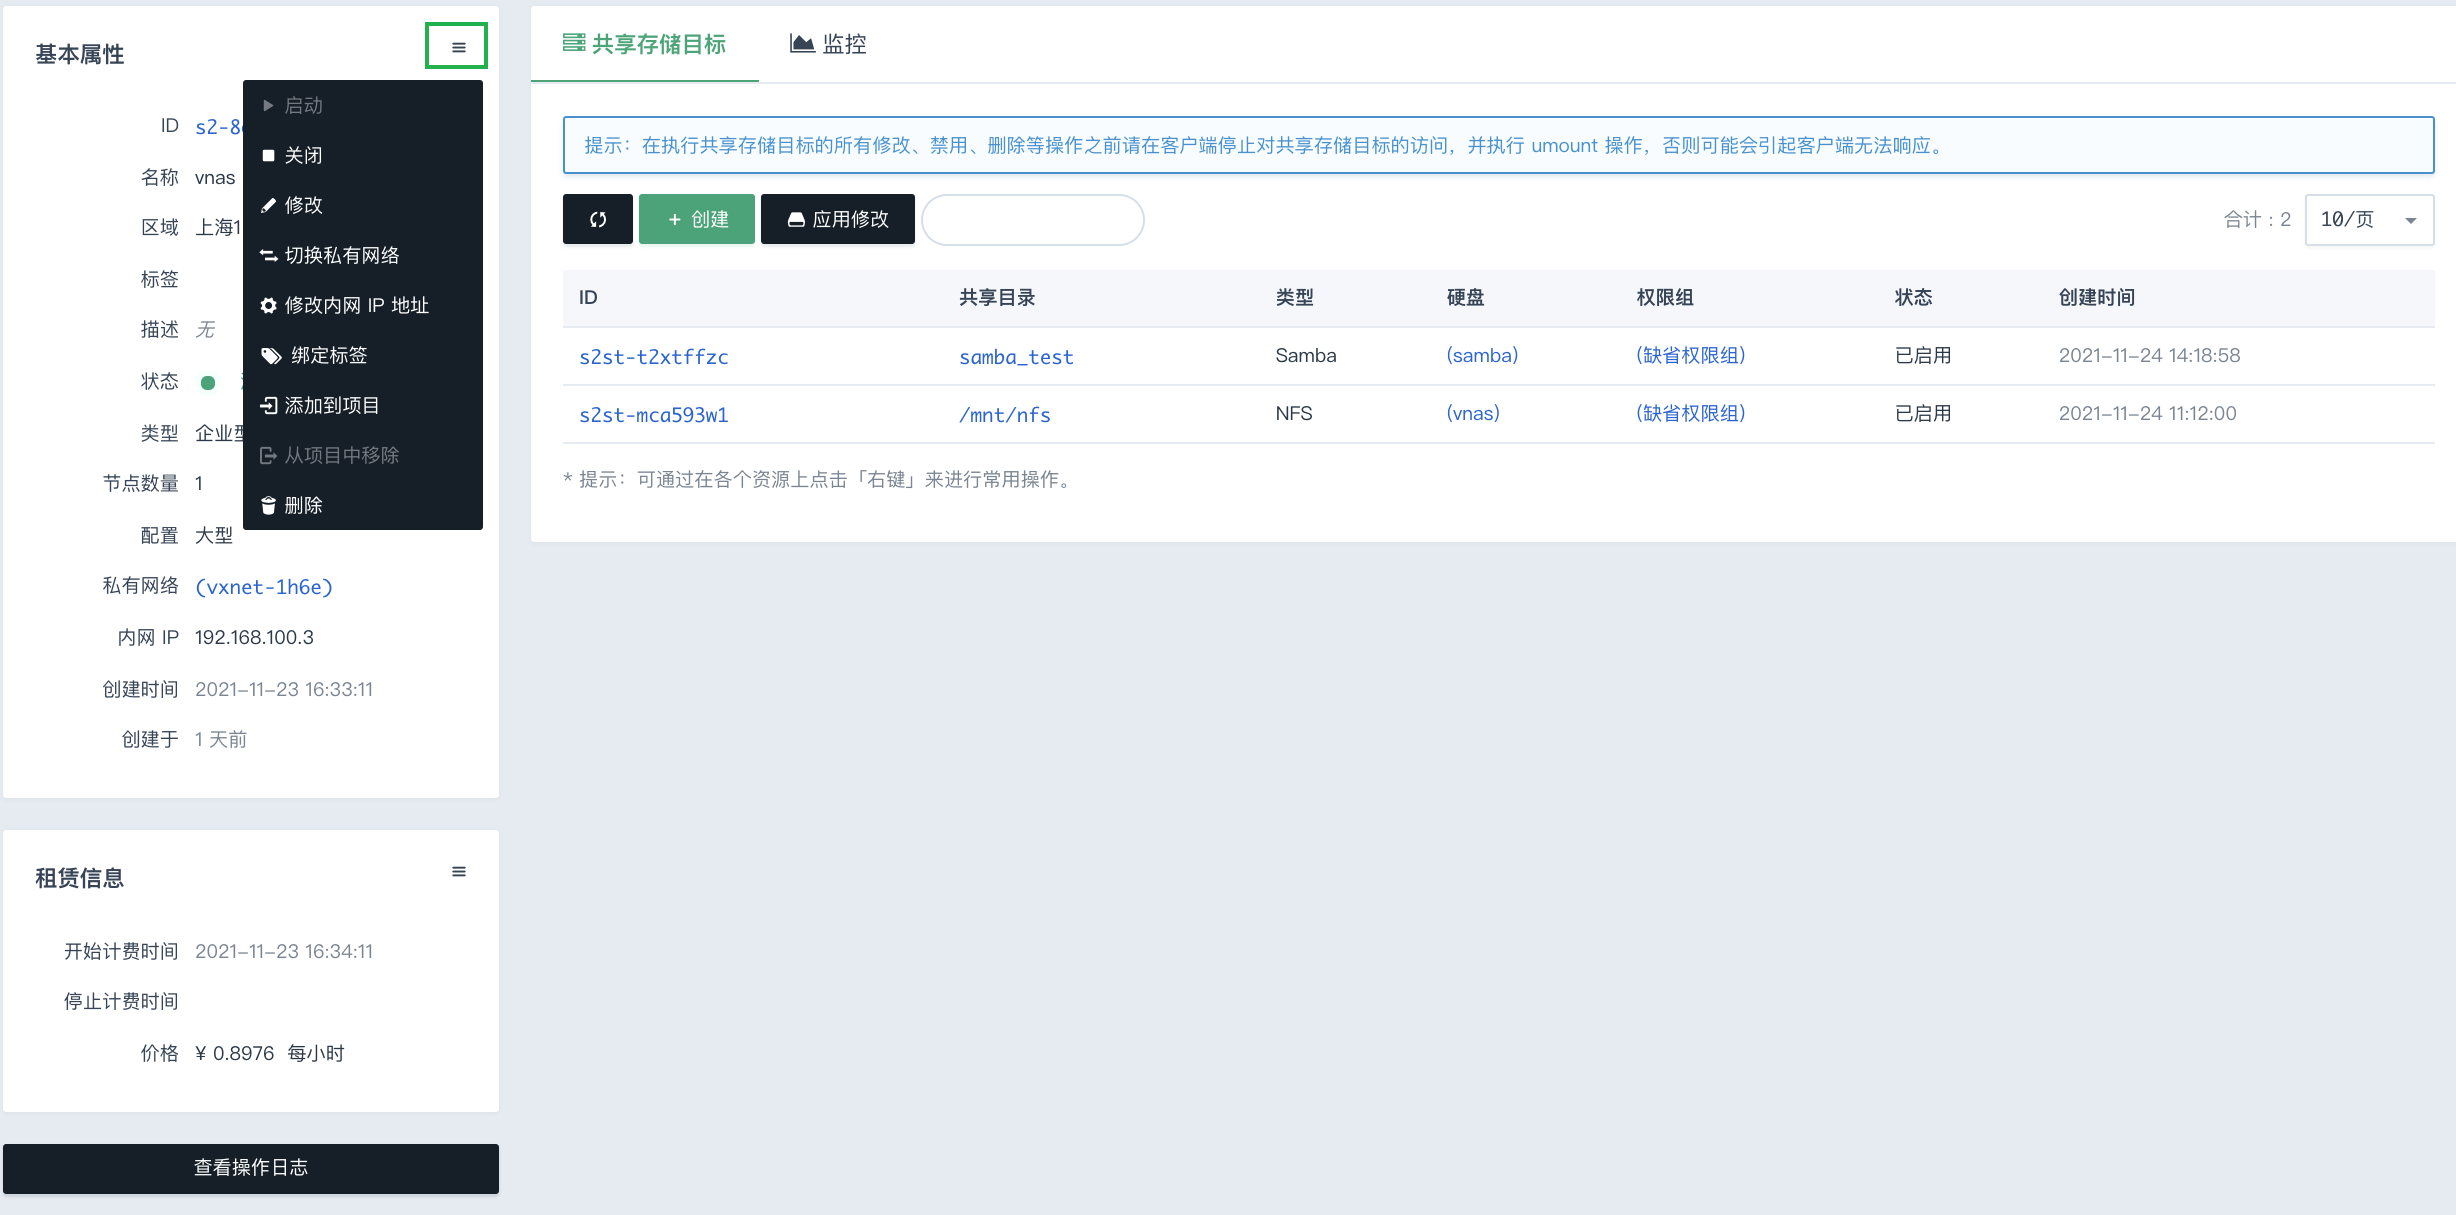 基本属性
启动
关闭
修改
切换私有网络
修改内网 IP 地址
绑定标签
添加到项目
从项目中移除
删除
ID
名称 vnas
区域 上海1
标签
描述 无
状态
类型
节点数量 1
配置 大型
私有网络 (vxnet-1h6e)
内网 IP 192.168.100.3
创建时间 2021-11-23 16:33:11
创建于 1 天前
租赁信息
开始计费时间 2021-11-23 16:34:11
停止计费时间
价格 ¥ 0.8976 每小时
查看操作日志
共享存储目标 监控
提示：在执行共享存储目标的所有修改、禁用、删除等操作之前请在客户端停止对共享存储目标的访问，并执行 umount 操作，否则可能会引起客户端无法响应。
+ 创建 应用修改 合计：2 10/页
ID 共享目录 类型 硬盘 权限组 状态 创建时间
s2st-t2xtffzc samba_test Samba (samba) (缺省权限组) 已启用 2021-11-24 14:18:58
s2st-mca593w1 /mnt/nfs NFS (vnas) (缺省权限组) 已启用 2021-11-24 11:12:00
* 提示：可通过在各个资源上点击「右键」来进行常用操作。